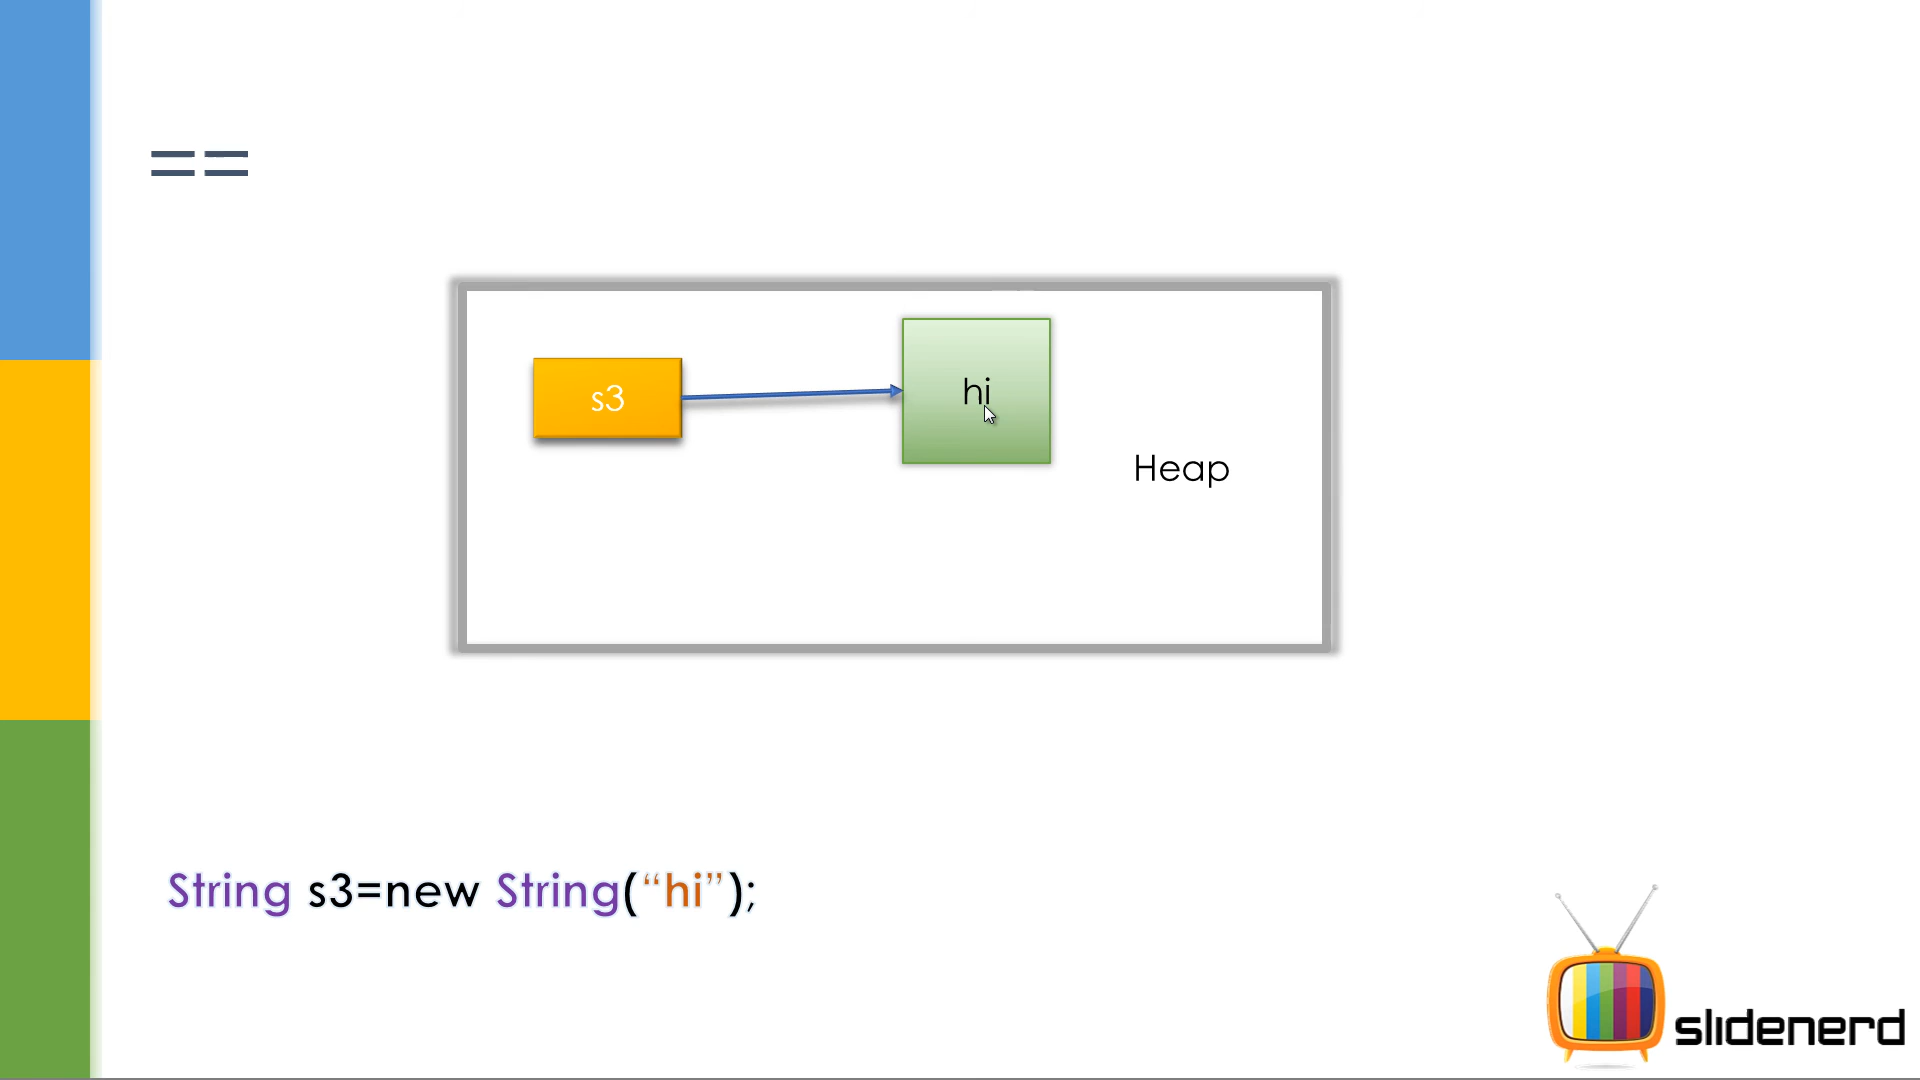 ==
s3
hi
Heap
String s3=new String(“hi”);
slidenerd